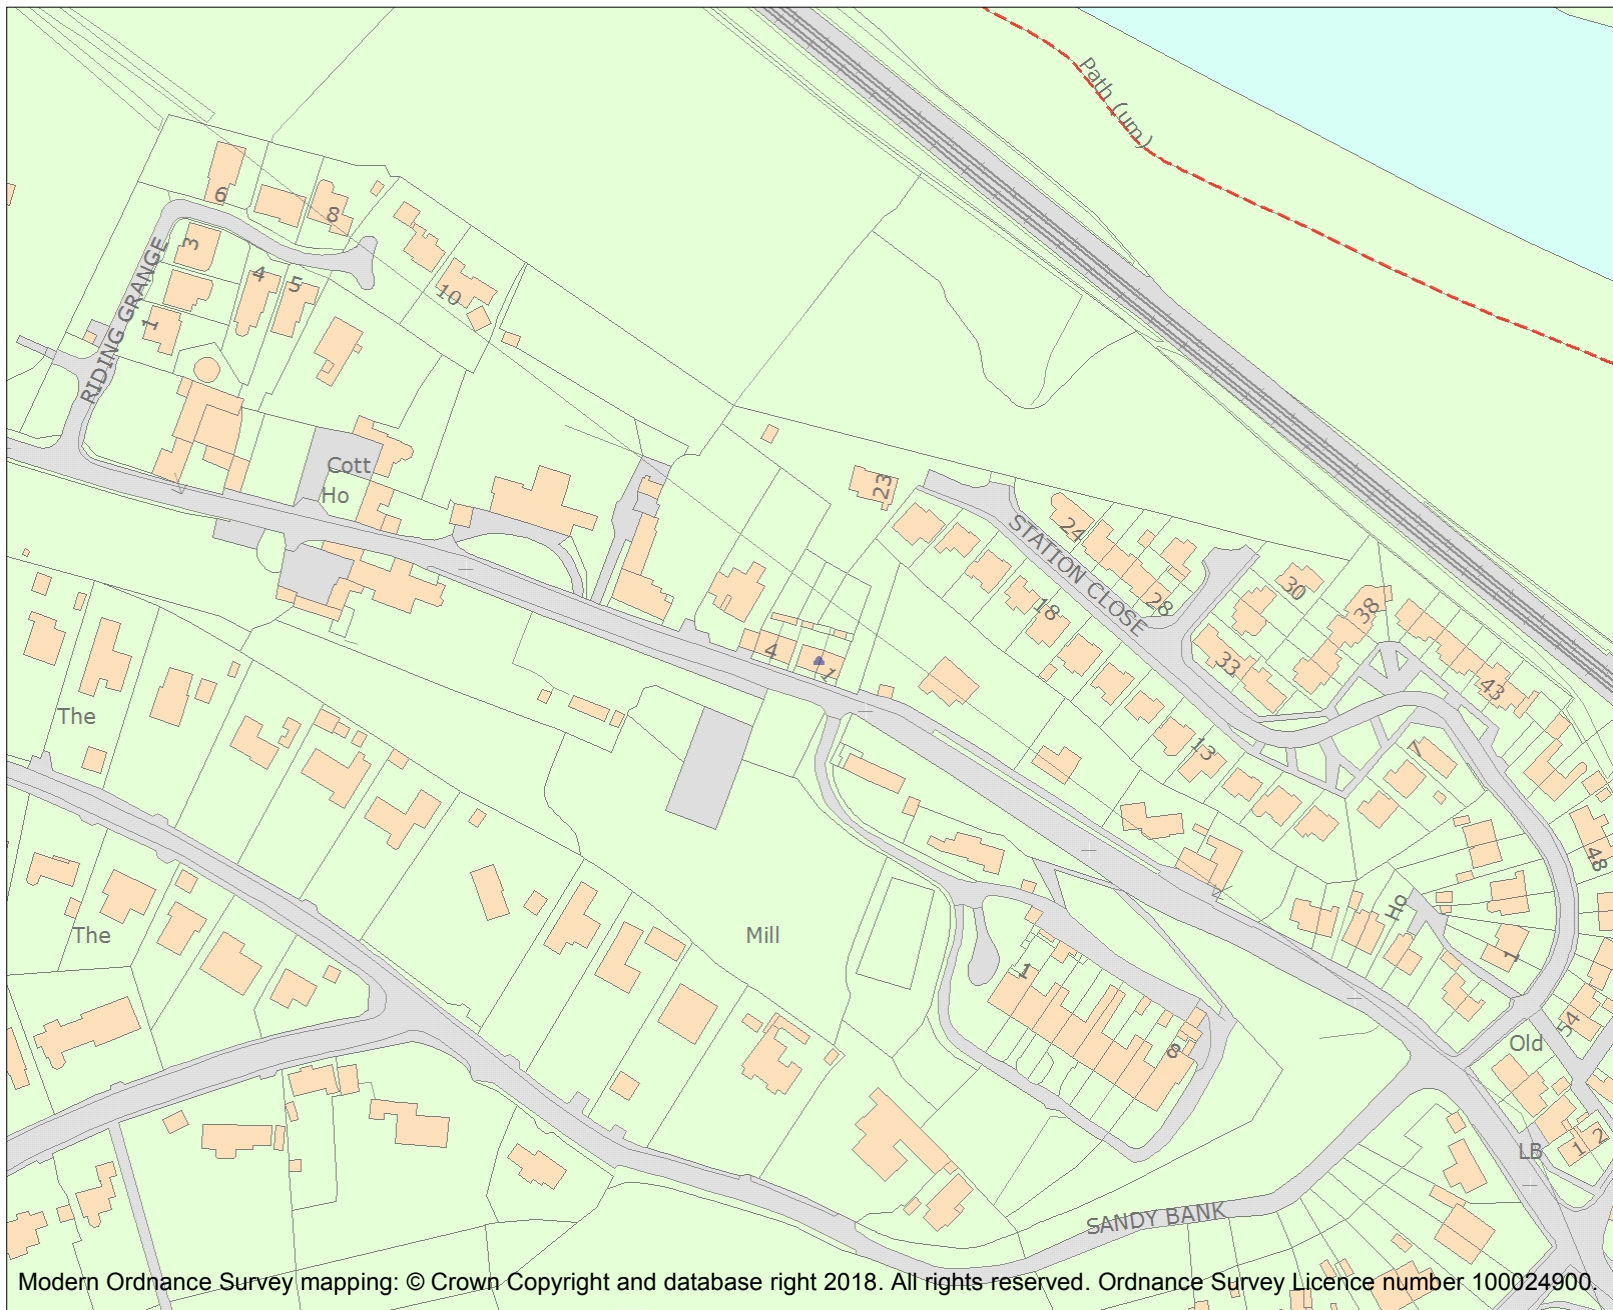 Path (um)
6
8
3
4
5
10
1
RIDING GRANGE
Cott
Ho
23
24
STATION CLOSE
28
18
30
38
33
43
4
1
The
13
7
48
Ho
The
Mill
1
1
54
Old
8
LB
1
2
SANDY BANK
Modern Ordnance Survey mapping: © Crown Copyright and database right 2018. All rights reserved. Ordnance Survey Licence number 100024900.